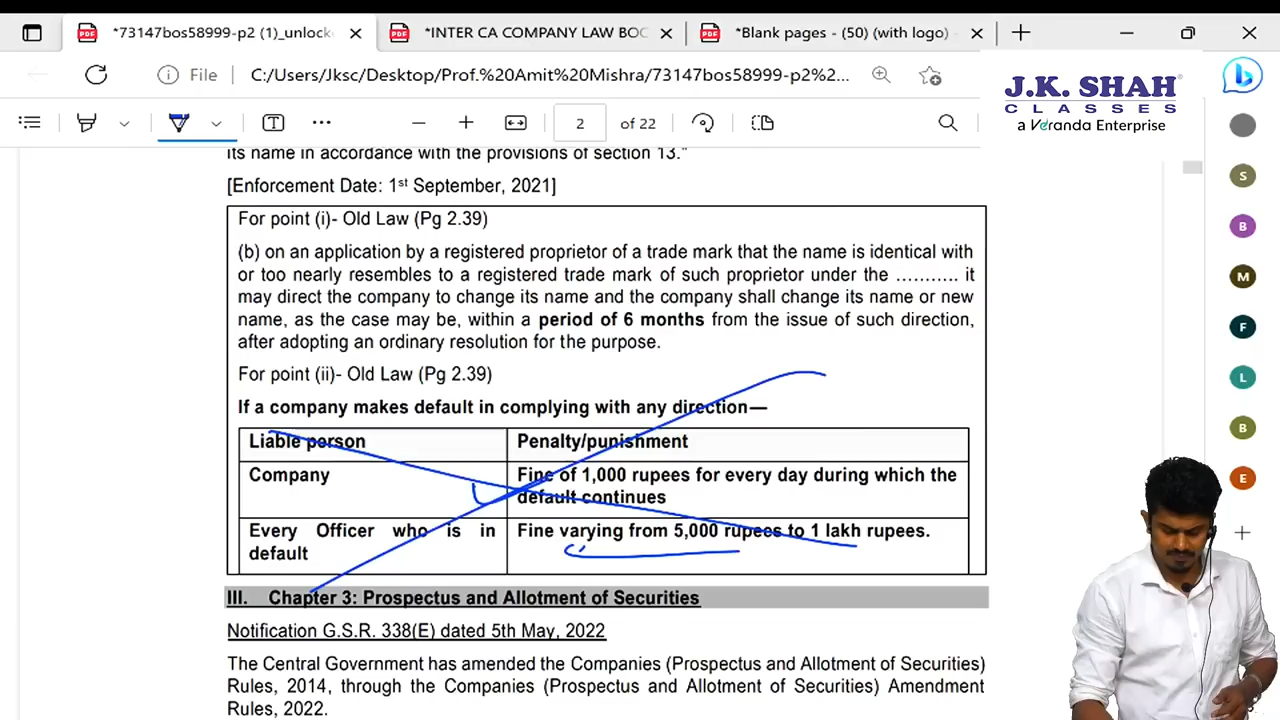 *73147bos58999-p2 (1)_unlock
*INTER CA COMPANY LAW BOO
*Blank pages - (50) (with logo) -
File
C:/Users/Jksc/Desktop/Prof.%20Amit%20Mishra/73147bos58999-p2%2...
2 of 22
J.K. SHAH
CLASSES
a Veranda Enterprise
its name in accordance with the provisions of section 13."
[Enforcement Date: 1st September, 2021]
For point (i)- Old Law (Pg 2.39)
(b) on an application by a registered proprietor of a trade mark that the name is identical with
or too nearly resembles to a registered trade mark of such proprietor under the ........... it
may direct the company to change its name and the company shall change its name or new
name, as the case may be, within a period of 6 months from the issue of such direction,
after adopting an ordinary resolution for the purpose.
For point (ii)- Old Law (Pg 2.39)
If a company makes default in complying with any direction—
Liable person
Penalty/punishment
Company
Fine of 1,000 rupees for every day during which the
default continues
Every Officer who is in
default
Fine varying from 5,000 rupees to 1 lakh rupees.
III. Chapter 3: Prospectus and Allotment of Securities
Notification G.S.R. 338(E) dated 5th May, 2022
The Central Government has amended the Companies (Prospectus and Allotment of Securities)
Rules, 2014, through the Companies (Prospectus and Allotment of Securities) Amendment
Rules, 2022.
S
B
M
F
L
B
E